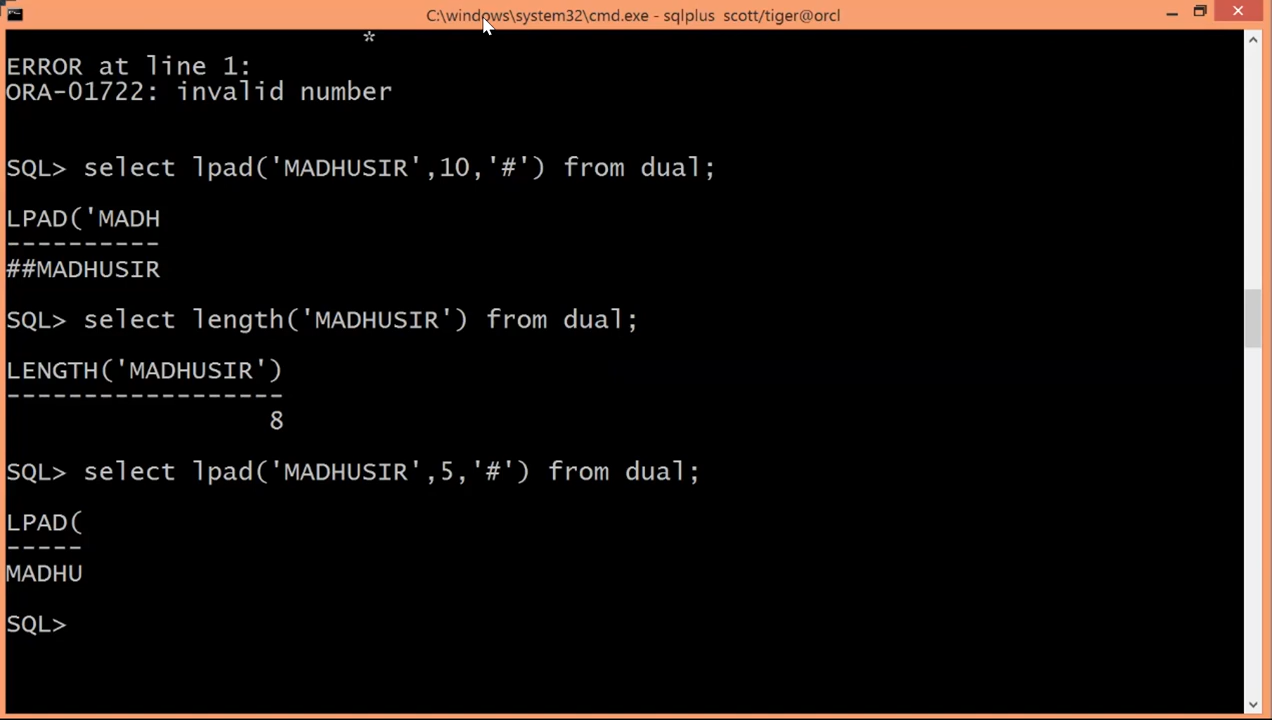 C:\windows\system32\cmd.exe - sqlplus  scott/tiger@orcl
*
ERROR at line 1:
ORA-01722: invalid number
SQL> select lpad('MADHUSIR',10,'#') from dual;
LPAD('MADH
----------
##MADHUSIR
SQL> select length('MADHUSIR') from dual;
LENGTH('MADHUSIR')
------------------
8
SQL> select lpad('MADHUSIR',5,'#') from dual;
LPAD(
-----
MADHU
SQL>